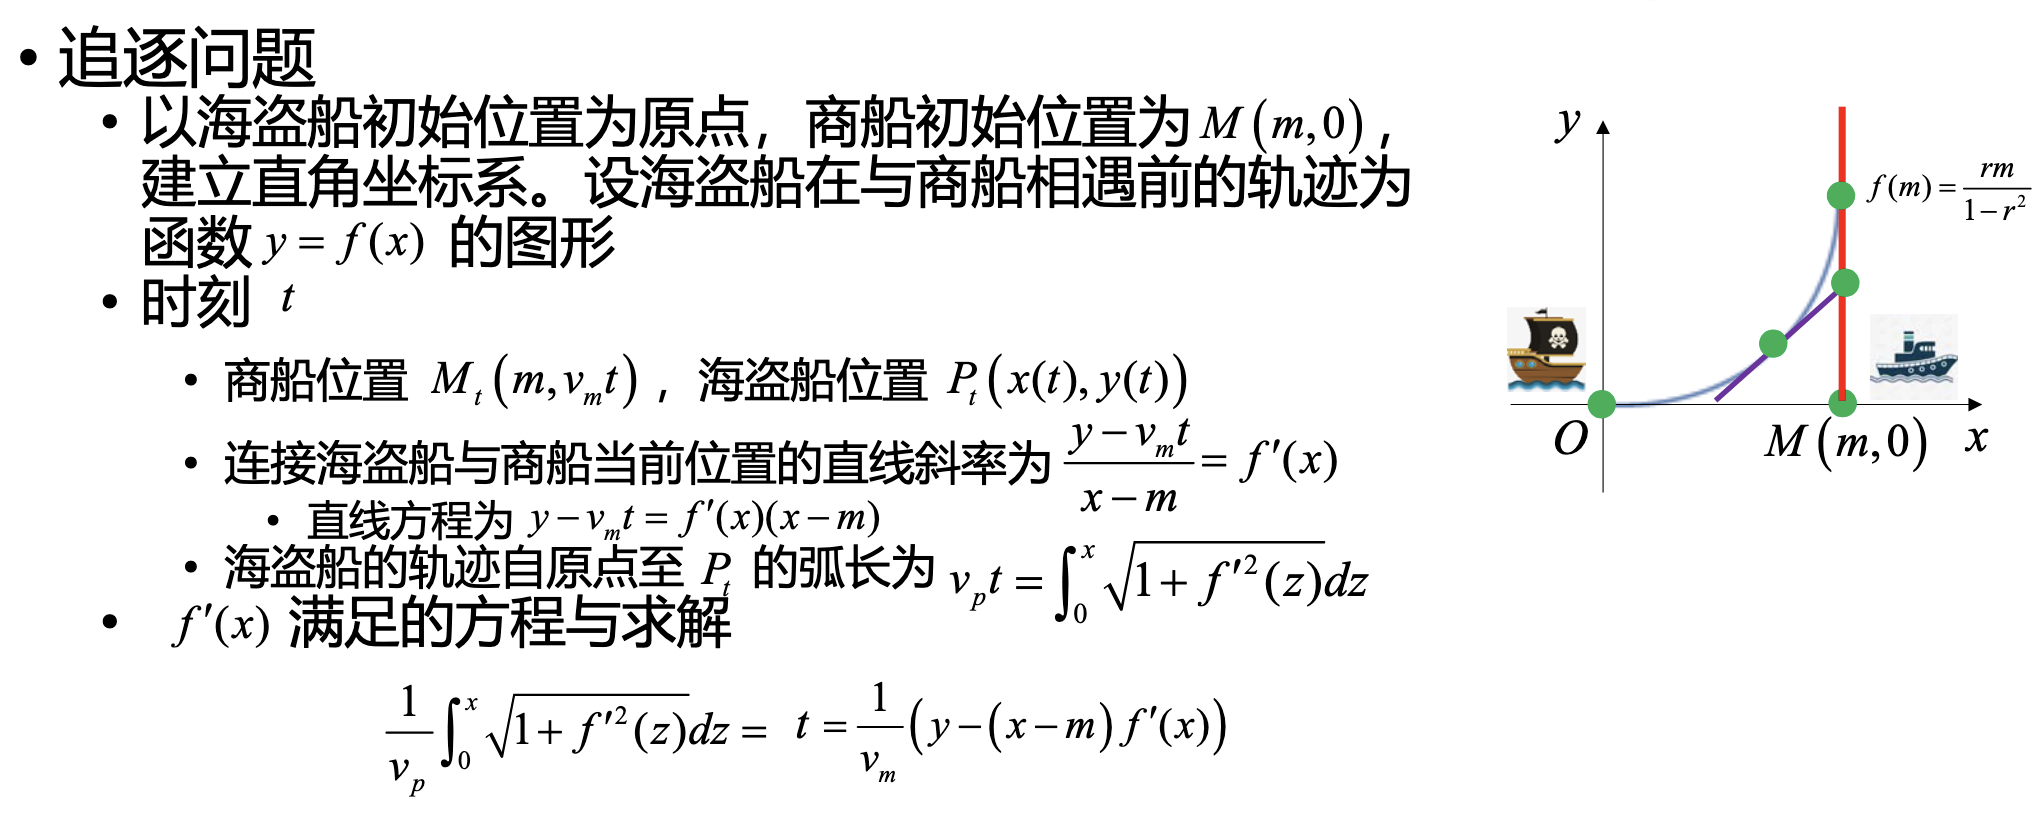 • 追逐问题
• 以海盗船初始位置为原点，商船初始位置为 M(m,0)，
建立直角坐标系。设海盗船在与商船相遇前的轨迹为
函数 y = f(x) 的图形
• 时刻 t
• 商船位置 M_t(m, v_m t)，海盗船位置 P_t(x(t), y(t))
• 连接海盗船与商船当前位置的直线斜率为 \frac{y - v_m t}{x - m} = f'(x)
• 直线方程为 y - v_m t = f'(x)(x - m)
• 海盗船的轨迹自原点至 P_t 的弧长为 v_p t = \int_0^x \sqrt{1 + f'^2(z)} dz
• f'(x) 满足的方程与求解
\frac{1}{v_p} \int_0^x \sqrt{1 + f'^2(z)} dz = t = \frac{1}{v_m} (y - (x - m) f'(x))
y
f(m) = \frac{rm}{1 - r^2}
O
M(m,0)
x